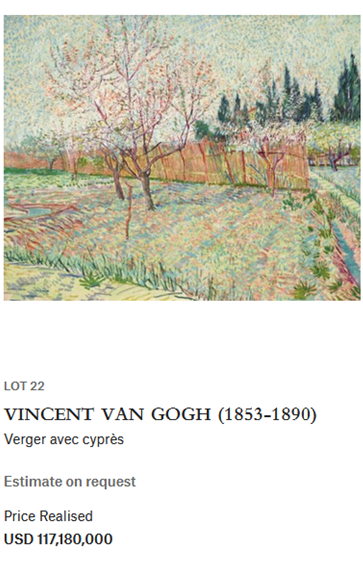 LOT 22
VINCENT VAN GOGH (1853-1890)
Verger avec cyprès
Estimate on request
Price Realised
USD 117,180,000